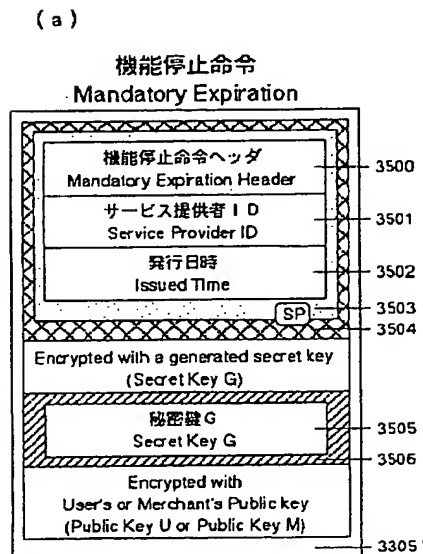 (a)
機能停止命令
Mandatory Expiration
機能停止命令ヘッダ
Mandatory Expiration Header
3500
サービス提供者ＩＤ
Service Provider ID
3501
発行日時
Issued Time
3502
SP
3503
3504
Encrypted with a generated secret key
(Secret Key G)
秘密鍵G
Secret Key G
3505
3506
Encrypted with
User's or Merchant's Public key
(Public Key U or Public Key M)
3305